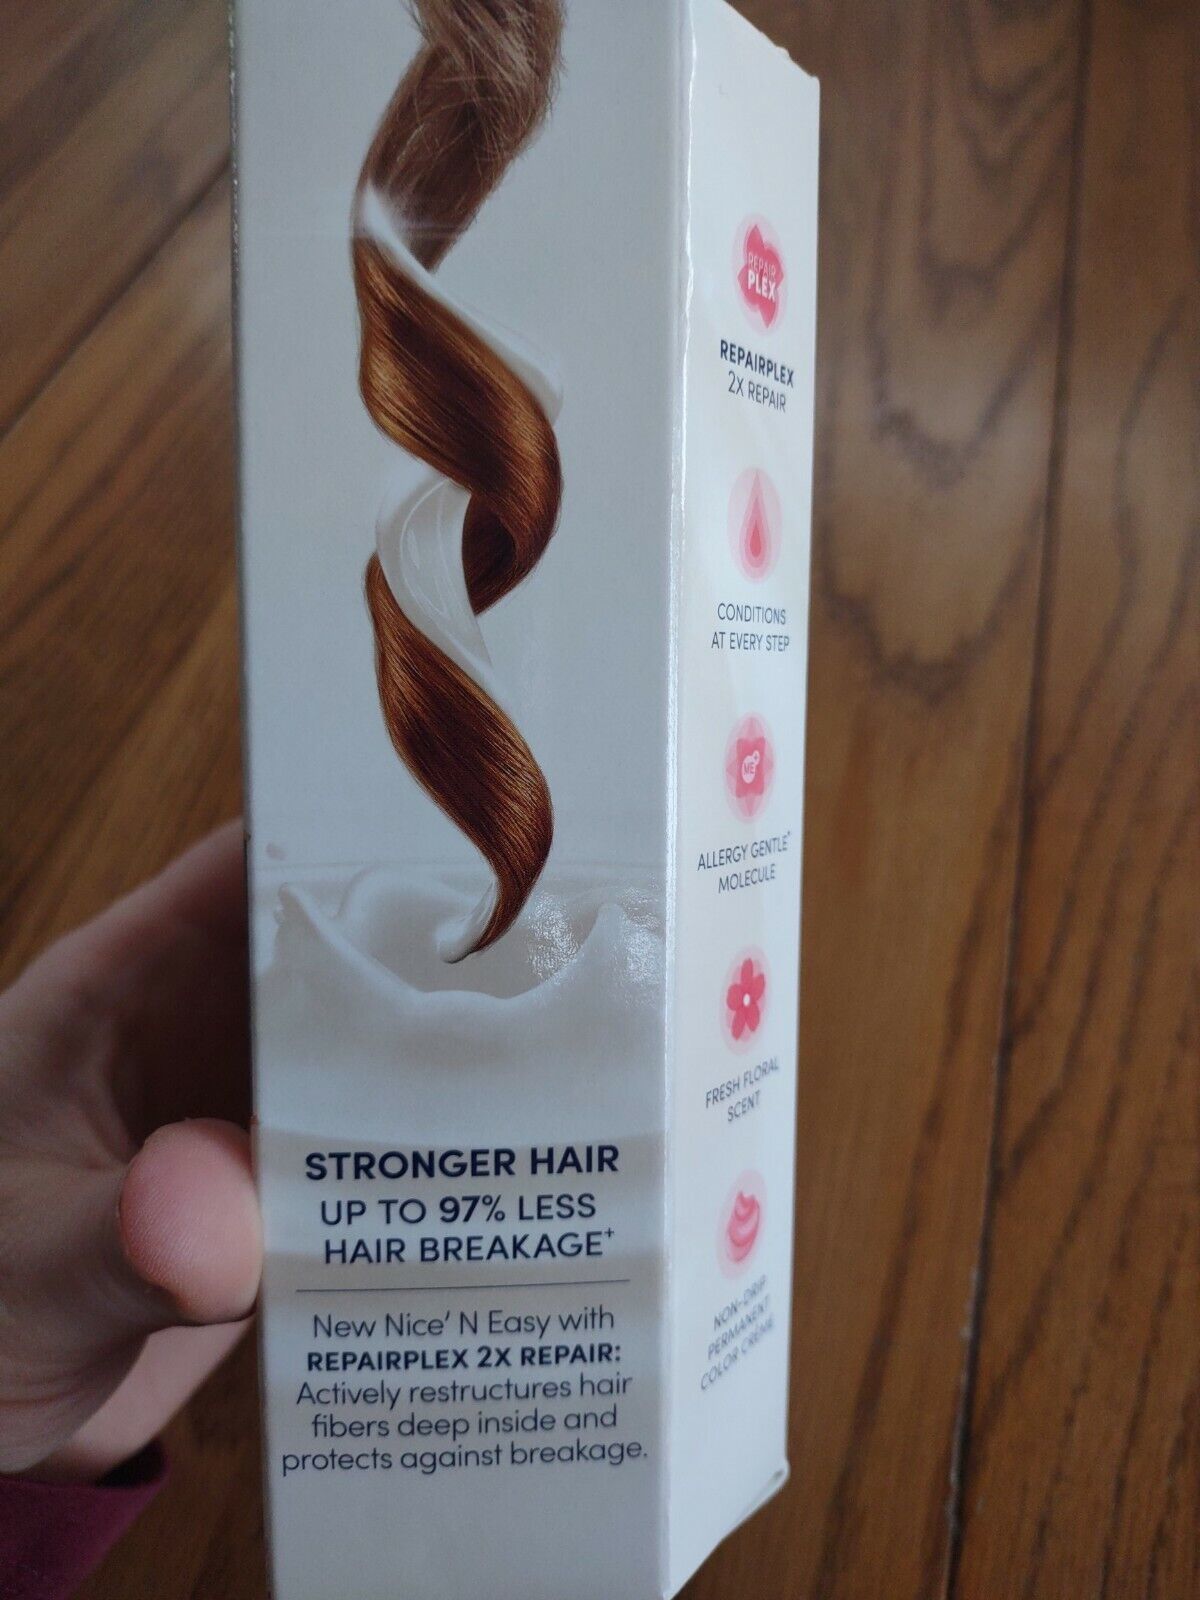 STRONGER HAIR
UP TO 97% LESS
HAIR BREAKAGE⁺
New Nice' N Easy with
REPAIRPLEX 2X REPAIR:
Actively restructures hair
fibers deep inside and
protects against breakage.
REPAIR
PLEX
REPAIRPLEX
2X REPAIR
CONDITIONS
AT EVERY STEP
ME+
ALLERGY GENTLE*
MOLECULE
FRESH FLORAL
SCENT
NON-DRIP
PERMANENT
COLOR CRÈME